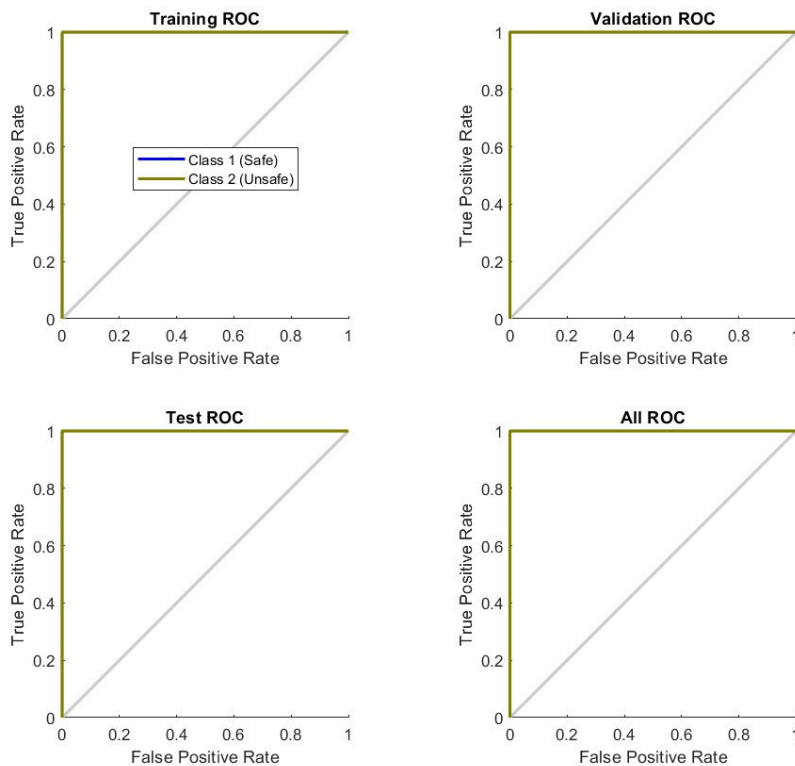 Training ROC
1
0.8
0.6
0.4
0.2
0
True Positive Rate
Class 1 (Safe)
Class 2 (Unsafe)
0 0.2 0.4 0.6 0.8 1
False Positive Rate
Validation ROC
1
0.8
0.6
0.4
0.2
0
True Positive Rate
0 0.2 0.4 0.6 0.8 1
False Positive Rate
Test ROC
1
0.8
0.6
0.4
0.2
0
True Positive Rate
0 0.2 0.4 0.6 0.8 1
False Positive Rate
All ROC
1
0.8
0.6
0.4
0.2
0
True Positive Rate
0 0.2 0.4 0.6 0.8 1
False Positive Rate